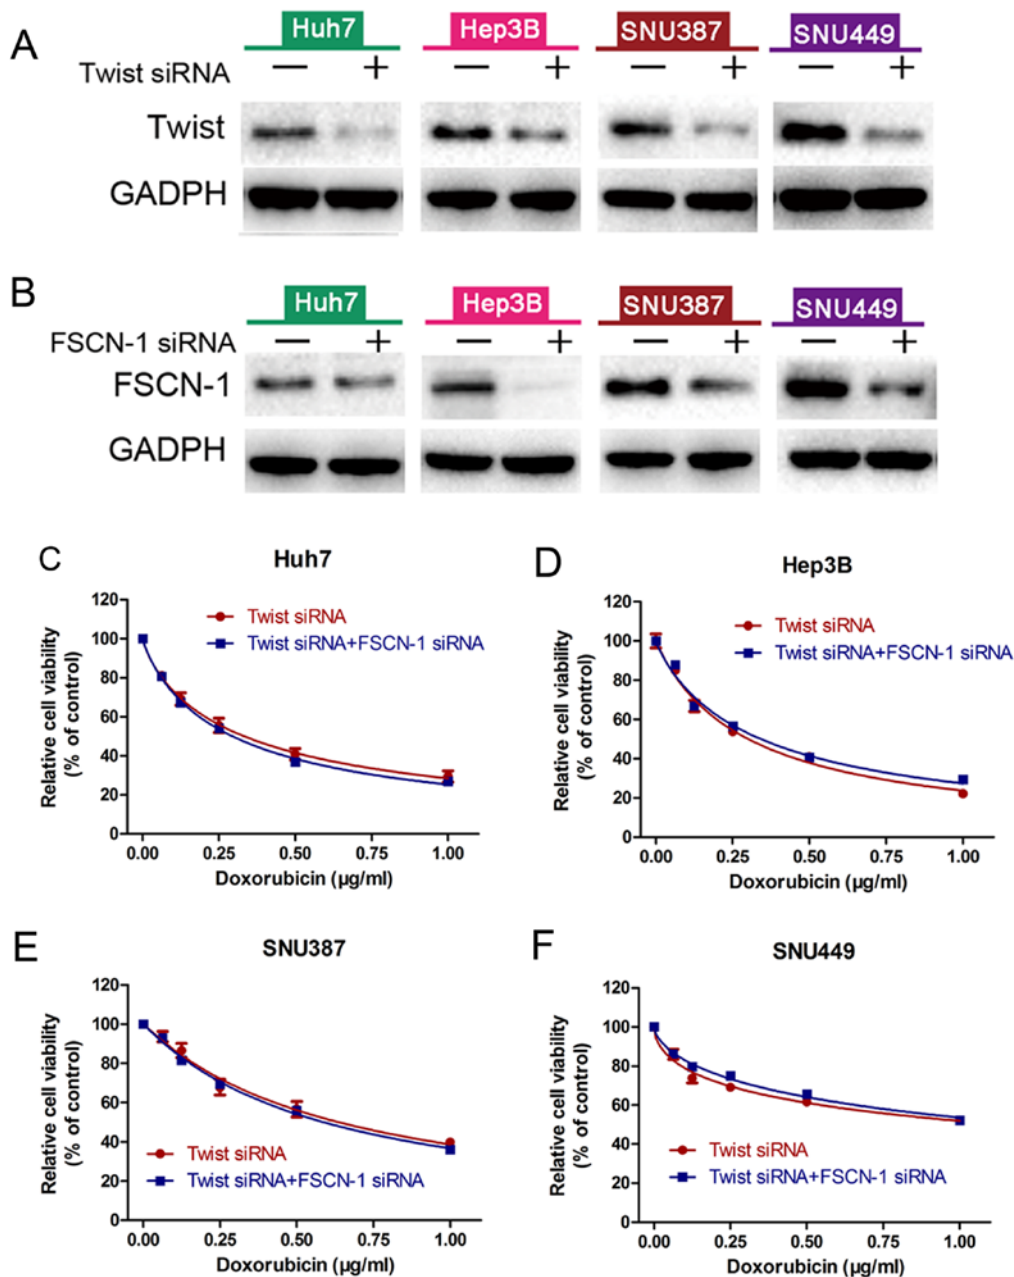 A
Huh7 Hep3B SNU387 SNU449
Twist siRNA — + — + — + — +
Twist
GADPH
B
Huh7 Hep3B SNU387 SNU449
FSCN-1 siRNA — + — + — + — +
FSCN-1
GADPH
C
Huh7
Relative cell viability
(% of control)
120
100
80
60
40
20
0
Twist siRNA
Twist siRNA+FSCN-1 siRNA
0.00 0.25 0.50 0.75 1.00
Doxorubicin (µg/ml)
D
Hep3B
Relative cell viability
(% of control)
120
100
80
60
40
20
0
Twist siRNA
Twist siRNA+FSCN-1 siRNA
0.00 0.25 0.50 0.75 1.00
Doxorubicin (µg/ml)
E
SNU387
Relative cell viability
(% of control)
120
100
80
60
40
20
0
Twist siRNA
Twist siRNA+FSCN-1 siRNA
0.00 0.25 0.50 0.75 1.00
Doxorubicin (µg/ml)
F
SNU449
Relative cell viability
(% of control)
120
100
80
60
40
20
0
Twist siRNA
Twist siRNA+FSCN-1 siRNA
0.00 0.25 0.50 0.75 1.00
Doxorubicin (µg/ml)